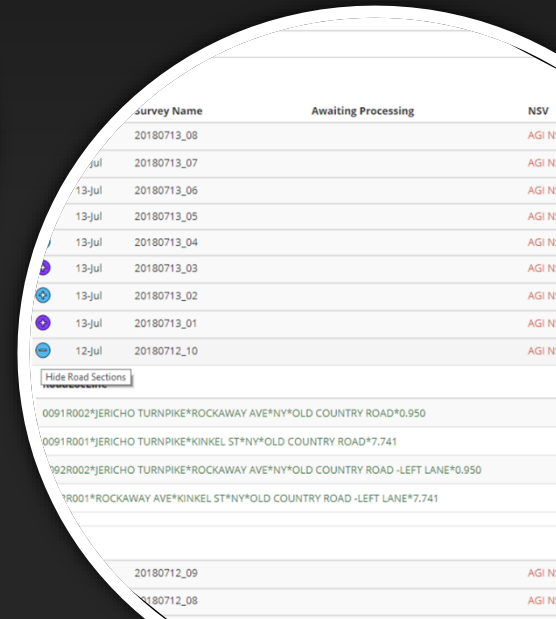 Survey Name Awaiting Processing NSV
20180713_08 AGI
Jul 20180713_07 AGI
13-Jul 20180713_06 AGI
13-Jul 20180713_05 AGI
13-Jul 20180713_04 AGI
13-Jul 20180713_03 AGI
13-Jul 20180713_02 AGI
13-Jul 20180713_01 AGI
12-Jul 20180712_10 AGI
Hide Road Sections
0091R002*JERICHO TURNPIKE*ROCKAWAY AVE*NY*OLD COUNTRY ROAD*0.950
0091R001*JERICHO TURNPIKE*KINKEL ST*NY*OLD COUNTRY ROAD*7.741
92R002*JERICHO TURNPIKE*ROCKAWAY AVE*NY*OLD COUNTRY ROAD -LEFT LANE*0.950
R001*ROCKAWAY AVE*KINKEL ST*NY*OLD COUNTRY ROAD -LEFT LANE*7.741
20180712_09 AGI
20180712_08 AGI